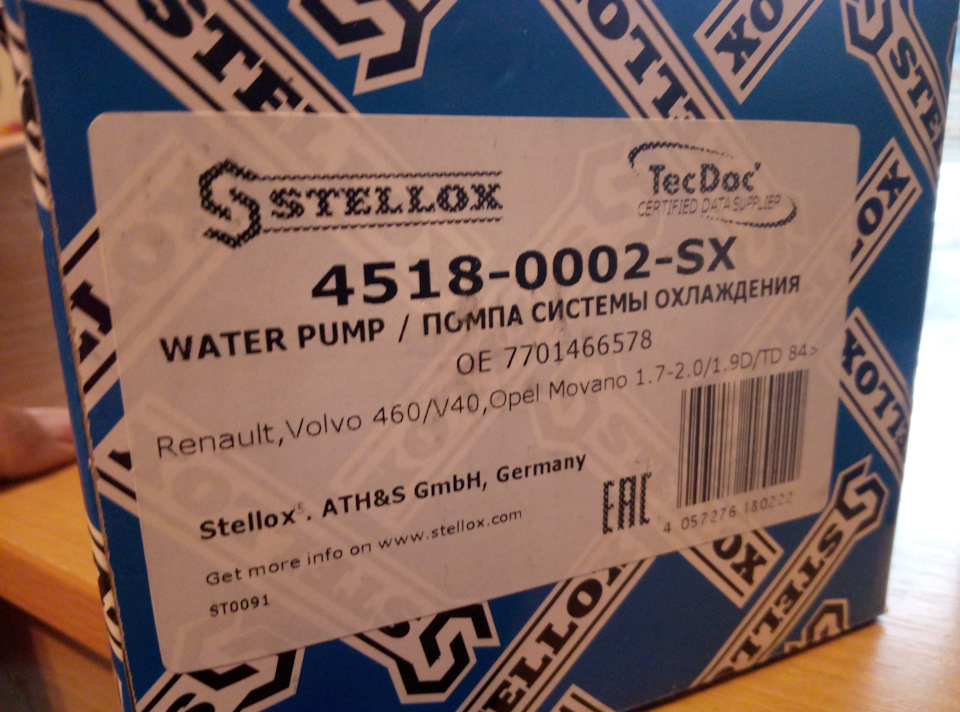 STELLOX
TecDoc
CERTIFIED DATA SUPPLIER
4518-0002-SX
WATER PUMP / ПОМПА СИСТЕМЫ ОХЛАЖДЕНИЯ
OE 7701466578
Renault,Volvo 460/V40,Opel Movano 1.7-2.0/1.9D/TD 84>
Stellox. ATH&S GmbH, Germany
EAC
Get more info on www.stellox.com
4 057276 180222
ST0091